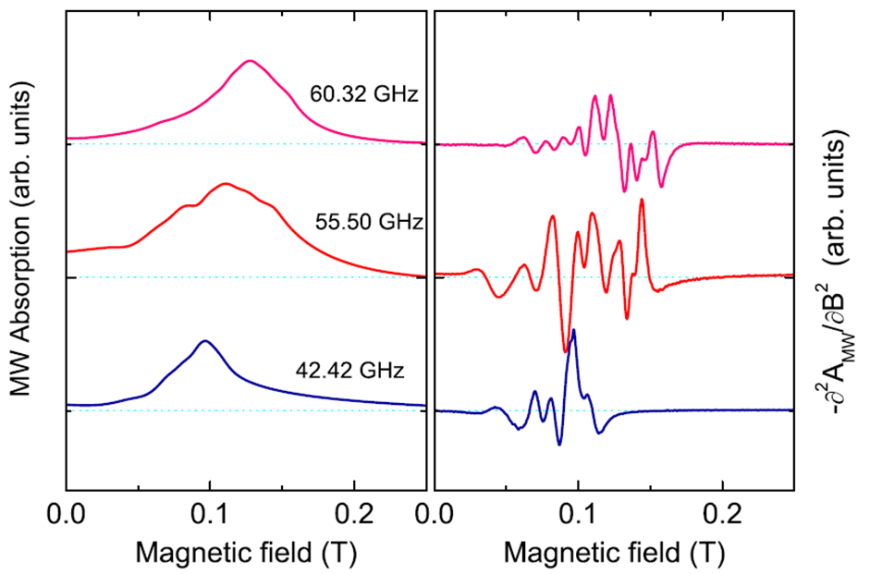 MW Absorption (arb. units)
60.32 GHz
55.50 GHz
42.42 GHz
0.0 0.1 0.2 0 0.0 0.1 0.2
Magnetic field (T) Magnetic field (T)
-∂²A_MW/∂B² (arb. units)